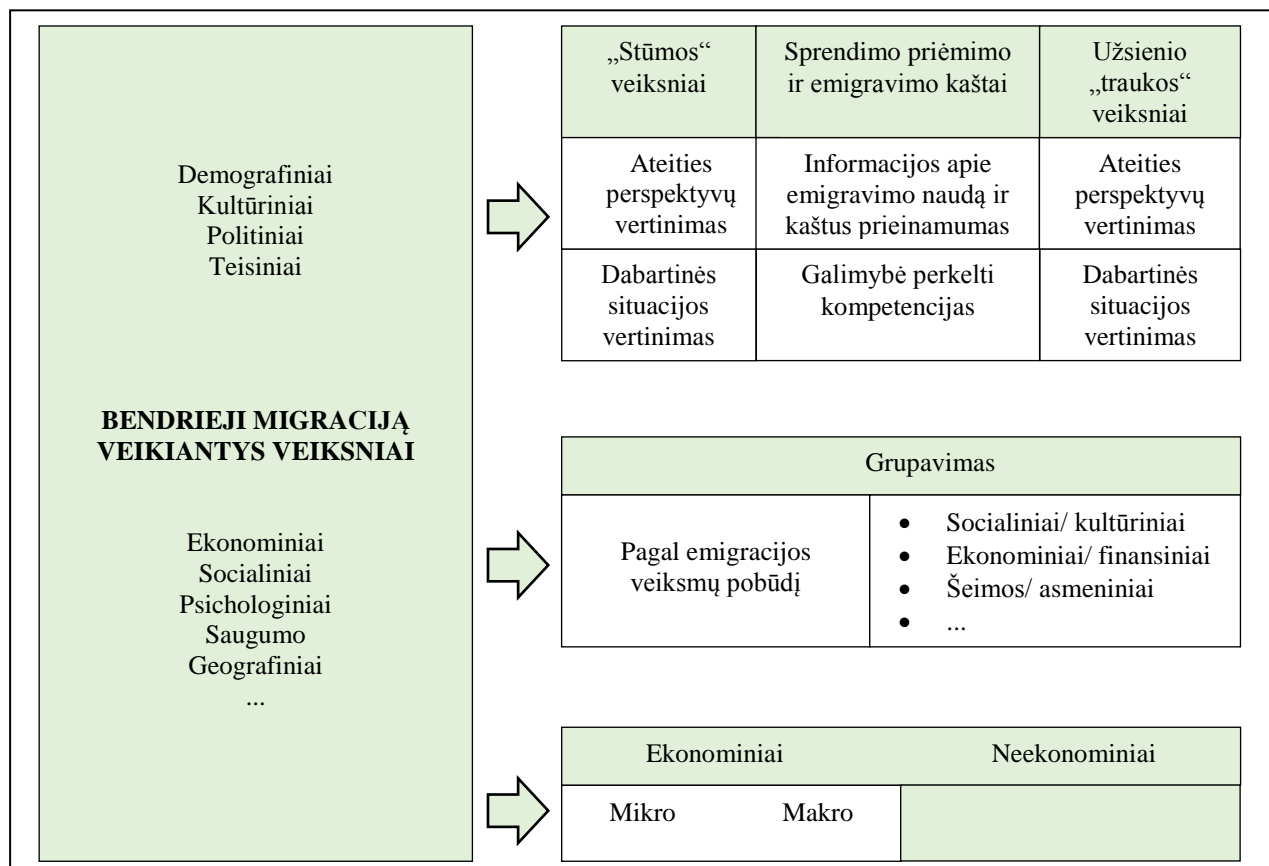 Demografiniai
Kultūriniai
Politiniai
Teisiniai
BENDRIEJI MIGRACIJĄ
VEIKIANTYS VEIKSNIAI
Ekonominiai
Socialiniai
Psichologiniai
Saugumo
Geografiniai
...
„Stūmos“
veiksniai
Sprendimo priėmimo
ir emigravimo kaštai
Užsienio
„traukos“
veiksniai
Ateities
perspektyvų
vertinimas
Informacijos apie
emigravimo naudą ir
kaštus prieinamumas
Ateities
perspektyvų
vertinimas
Dabartinės
situacijos
vertinimas
Galimybė perkelti
kompetencijas
Dabartinės
situacijos
vertinimas
Grupavimas
Pagal emigracijos
veiksmų pobūdį
• Socialiniai/ kultūriniai
• Ekonominiai/ finansiniai
• Šeimos/ asmeniniai
• ...
Ekonominiai
Neekonominiai
Mikro
Makro